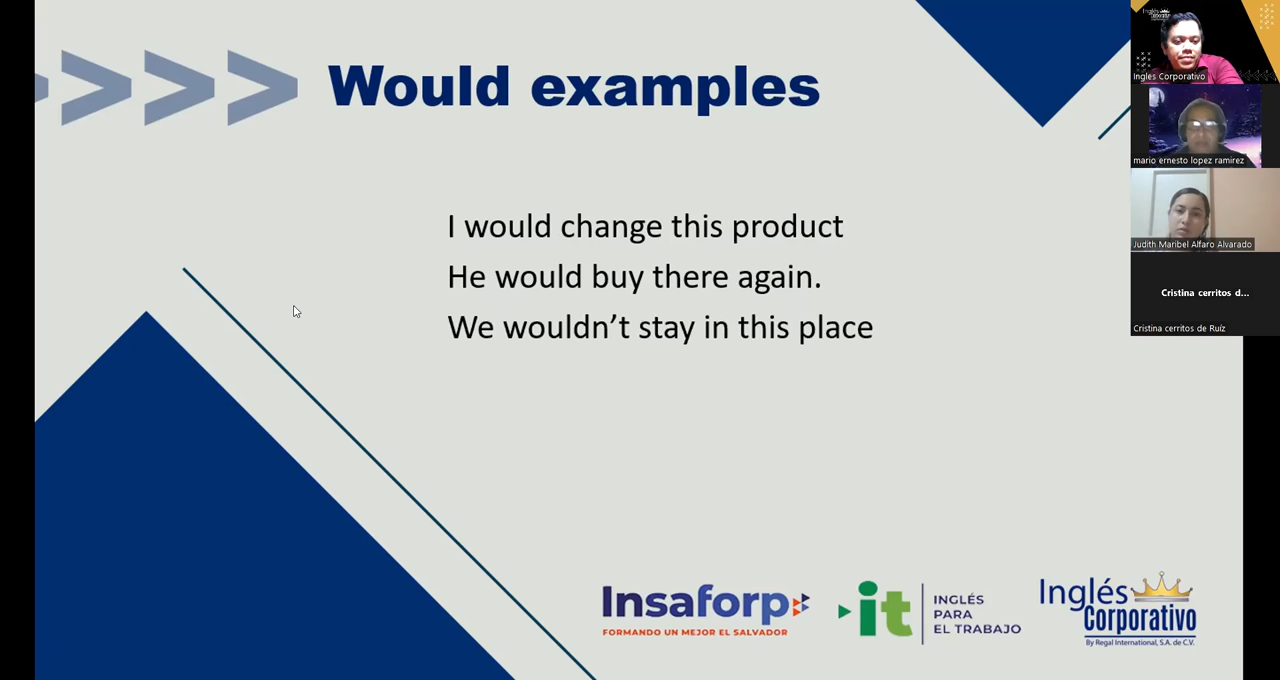 Would examples
I would change this product
He would buy there again.
We wouldn't stay in this place
Insaforp
FORMANDO UN MEJOR EL SALVADOR
it
INGLÉS
PARA
EL TRABAJO
Inglés
Corporativo
By Regal International, S.A. de C.V.
Inglés
Ingles Corporativo
mario ernesto lopez ramirez
Judith Maribel Alfaro Alvarado
Cristina cerritos d...
Cristina cerritos de Ruíz